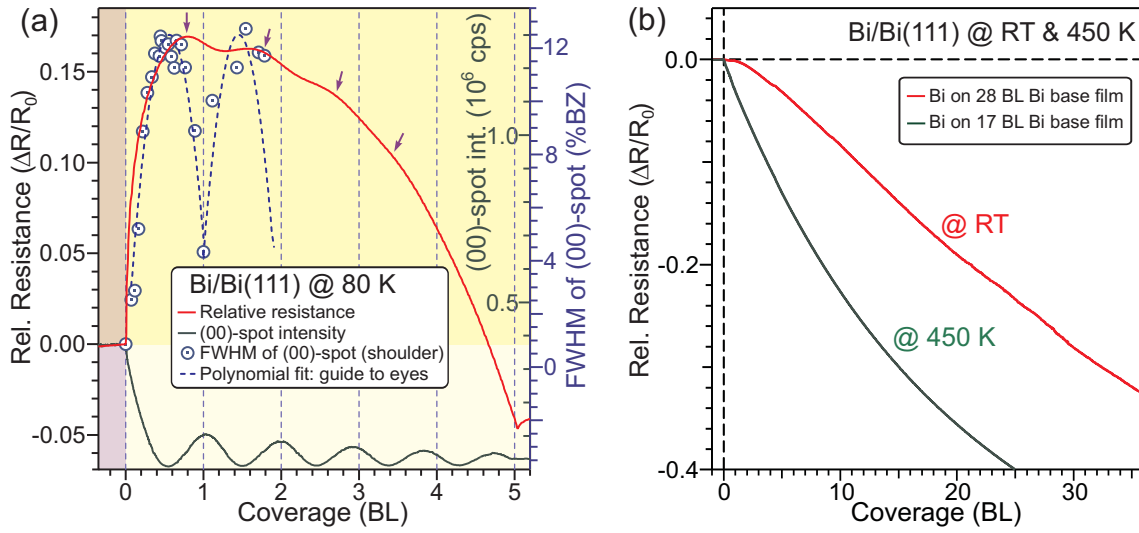 (a)
Rel. Resistance (ΔR/R0)
0.15
0.10
0.05
0.00
-0.05
0
1
2
3
4
5
Coverage (BL)
(00)-spot int. (10^6 cps)
1.0
0.5
FWHM of (00)-spot (%BZ)
12
8
4
0
Bi/Bi(111) @ 80 K
Relative resistance
(00)-spot intensity
FWHM of (00)-spot (shoulder)
Polynomial fit: guide to eyes
(b)
Bi/Bi(111) @ RT & 450 K
Rel. Resistance (ΔR/R0)
0.0
-0.2
-0.4
0
10
20
30
Coverage (BL)
Bi on 28 BL Bi base film
Bi on 17 BL Bi base film
@ RT
@ 450 K